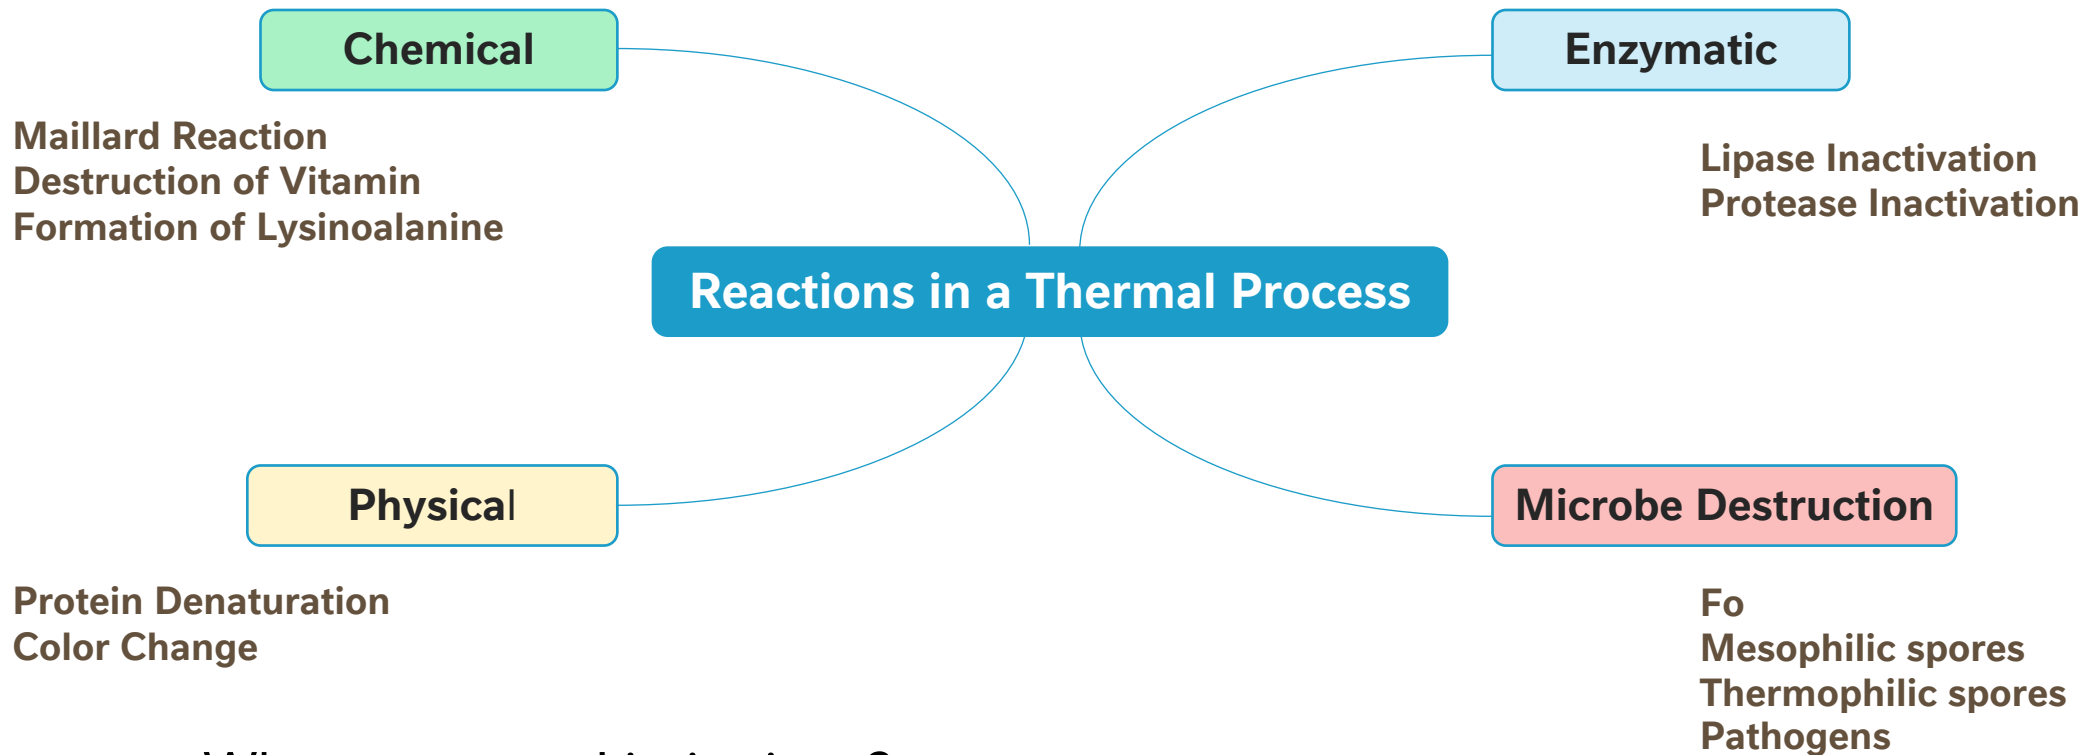 Chemical
Maillard Reaction
Destruction of Vitamin
Formation of Lysinoalanine
Enzymatic
Lipase Inactivation
Protease Inactivation
Reactions in a Thermal Process
Physical
Protein Denaturation
Color Change
Microbe Destruction
Fo
Mesophilic spores
Thermophilic spores
Pathogens